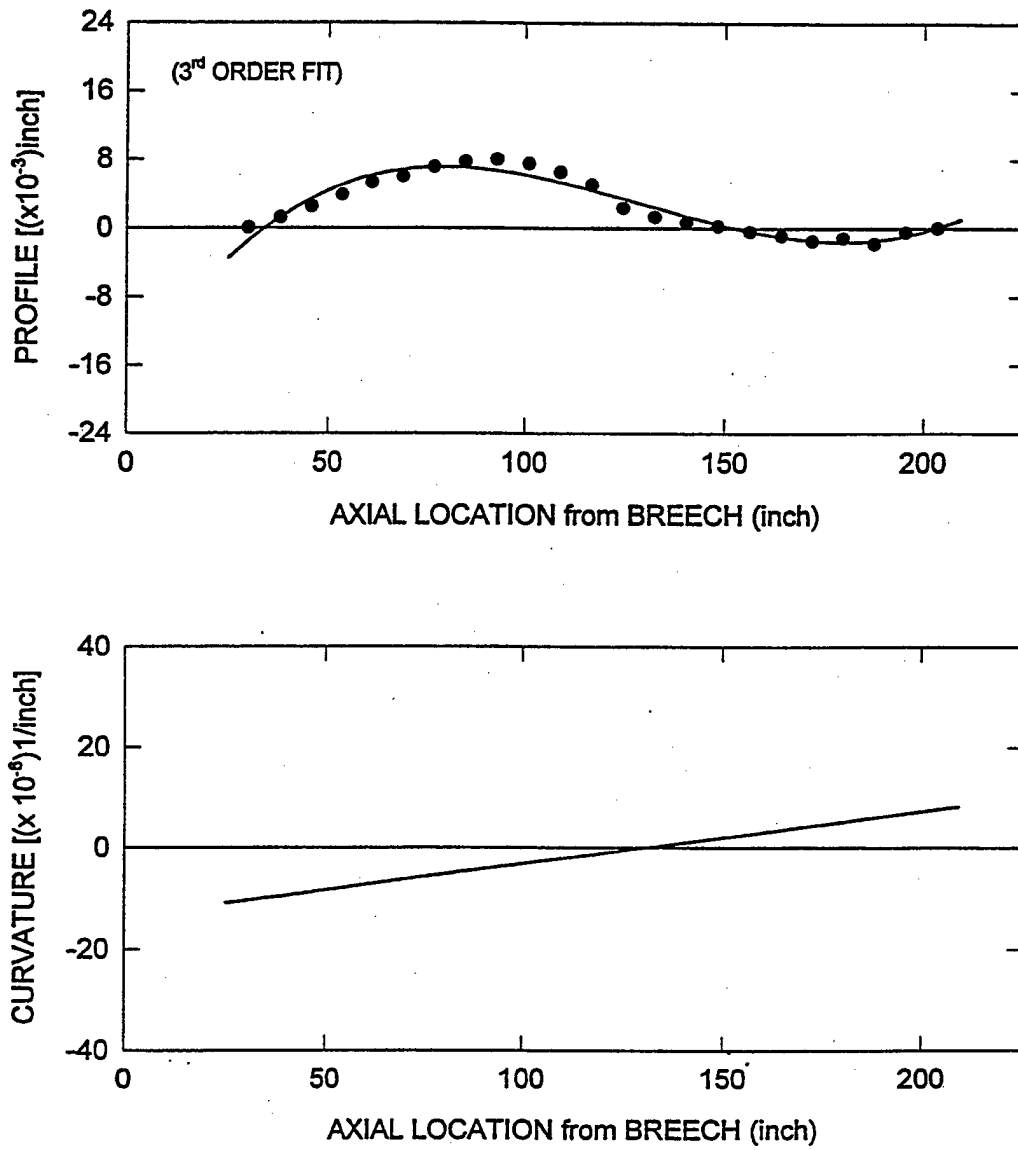 24
(3rd ORDER FIT)
16
8
0
-8
-16
-24
PROFILE [(x10-3)inch]
0 50 100 150 200
AXIAL LOCATION from BREECH (inch)
40
20
0
-20
-40
CURVATURE [(x 10-6)1/inch]
0 50 100 150 200
AXIAL LOCATION from BREECH (inch)